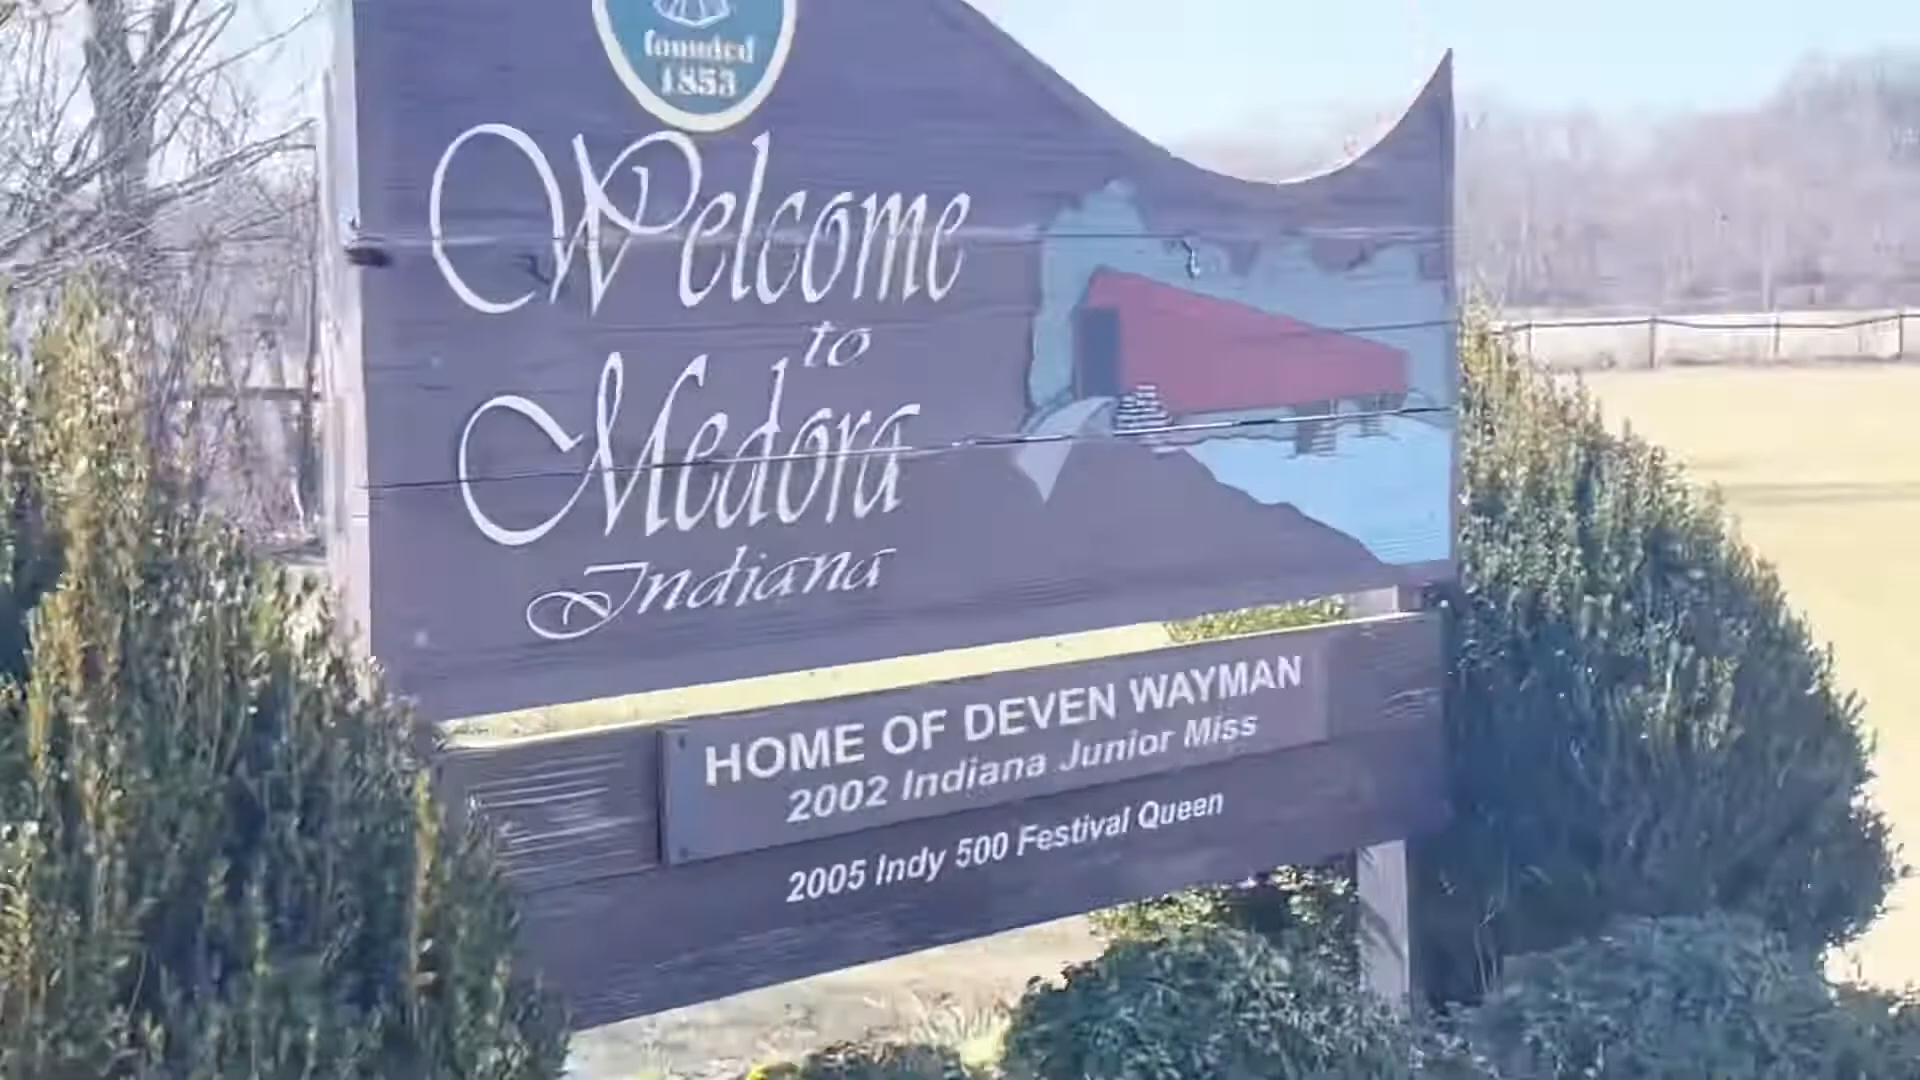 founded
1853
Welcome
to
Medora
Indiana
HOME OF DEVEN WAYMAN
2002 Indiana Junior Miss
2005 Indy 500 Festival Queen